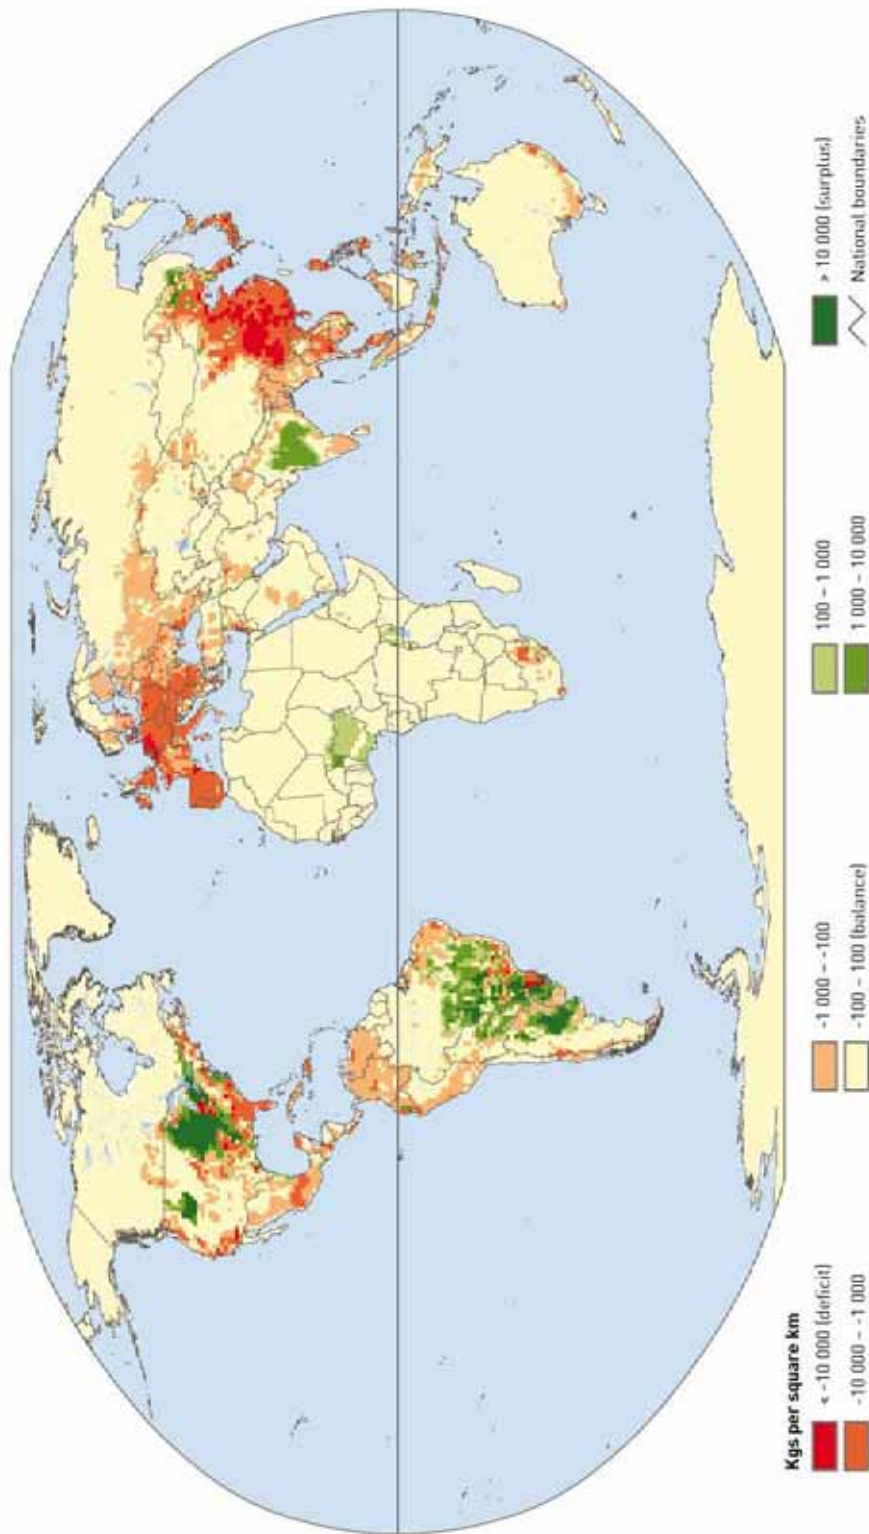 Kgs per square km
< -10 000 (deficit)
-10 000 – -1 000
-1 000 – -100
-100 – 100 (balance)
100 – 1 000
1 000 – 10 000
> 10 000 (surplus)
National boundaries